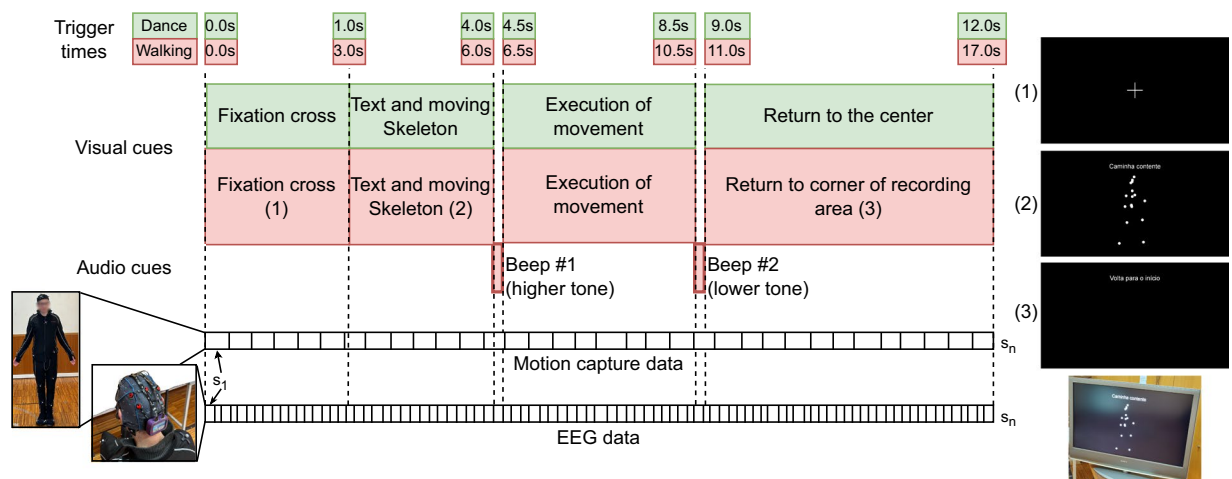 Trigger
times
Dance
0.0s
1.0s
4.0s
4.5s
8.5s
9.0s
12.0s
Walking
0.0s
3.0s
6.0s
6.5s
10.5s
11.0s
17.0s
Visual cues
Fixation cross
Text and moving
Skeleton
Execution of
movement
Return to the center
Fixation cross
(1)
Text and moving
Skeleton (2)
Execution of
movement
Return to corner of recording
area (3)
Audio cues
Beep #1
(higher tone)
Beep #2
(lower tone)
sn
Motion capture data
s1
sn
EEG data
(1)
(2)
Caminha contente
(3)
Volta para o início
Caminha contente